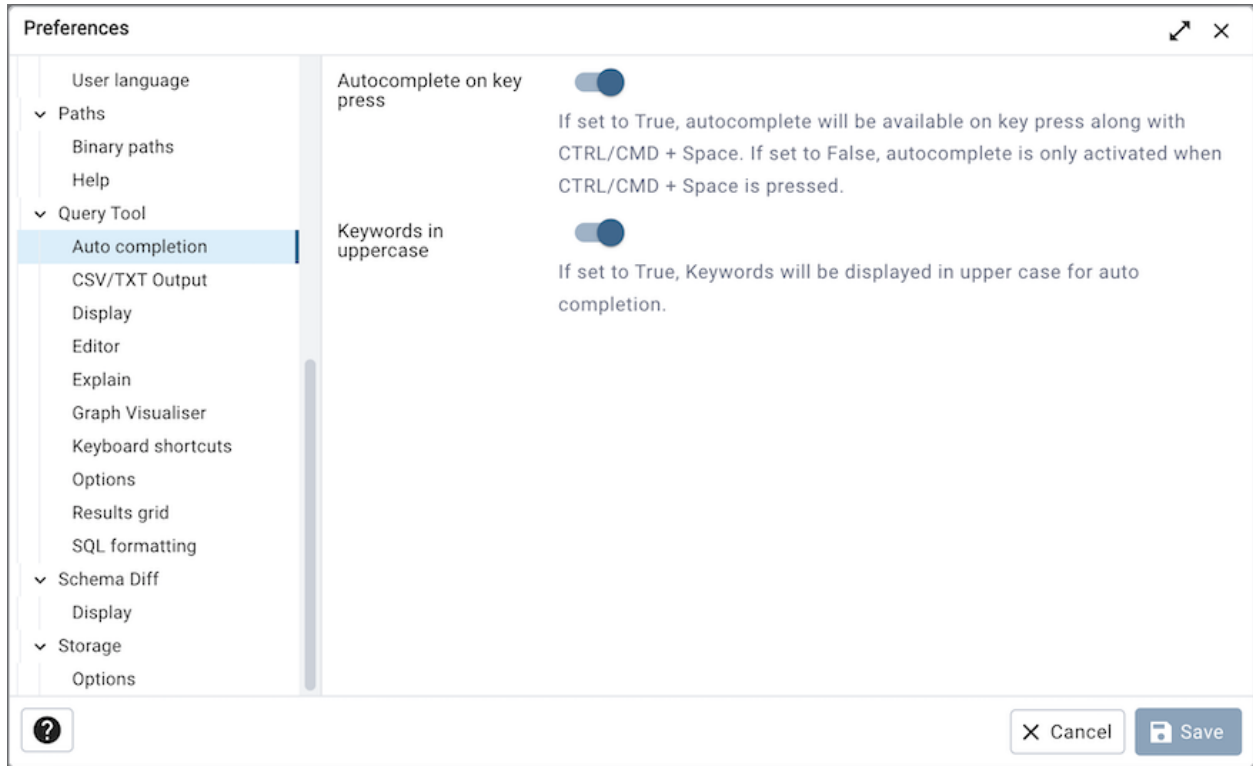 Preferences
User language
Paths
Binary paths
Help
Query Tool
Auto completion
CSV/TXT Output
Display
Editor
Explain
Graph Visualiser
Keyboard shortcuts
Options
Results grid
SQL formatting
Schema Diff
Display
Storage
Options
Autocomplete on key
press
If set to True, autocomplete will be available on key press along with
CTRL/CMD + Space. If set to False, autocomplete is only activated when
CTRL/CMD + Space is pressed.
Keywords in
uppercase
If set to True, Keywords will be displayed in upper case for auto
completion.
Cancel
Save